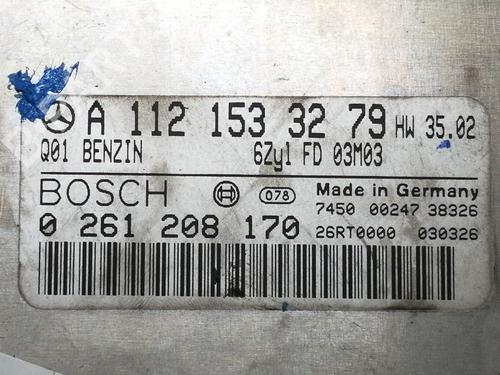 A 112 153 32 79 HW 35.02
Q01 BENZIN 6Zyl FD 03M03
BOSCH 078 Made in Germany
7450 00247 38326
0 261 208 170 26RT0000 030326